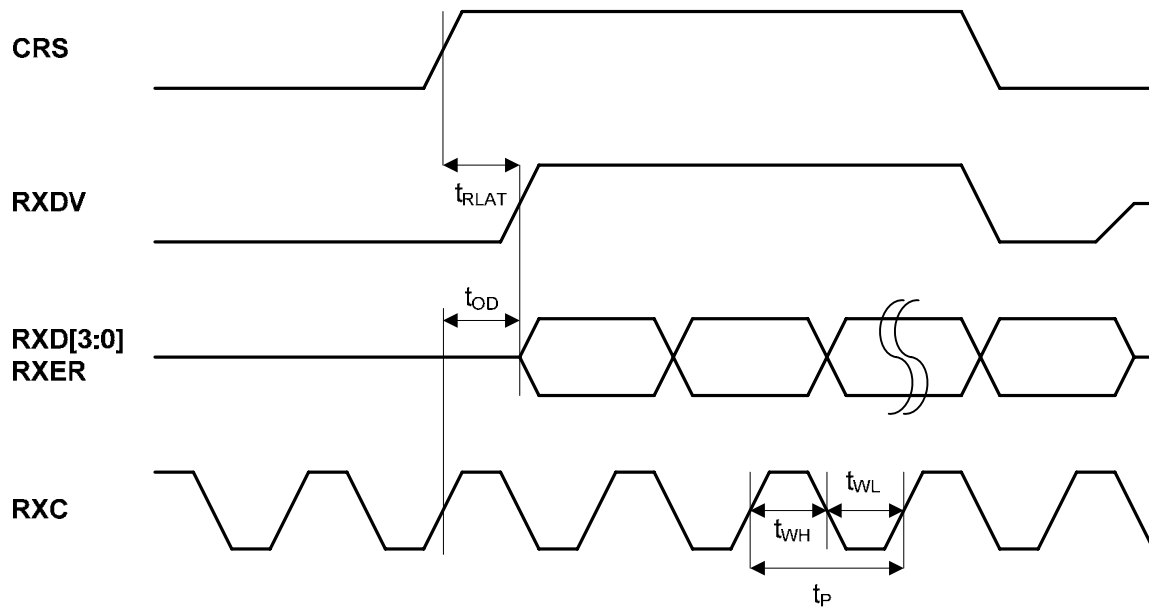 CRS
tRLAT
RXDV
tOD
RXD[3:0]
RXER
RXC
tWL
tWH
tP